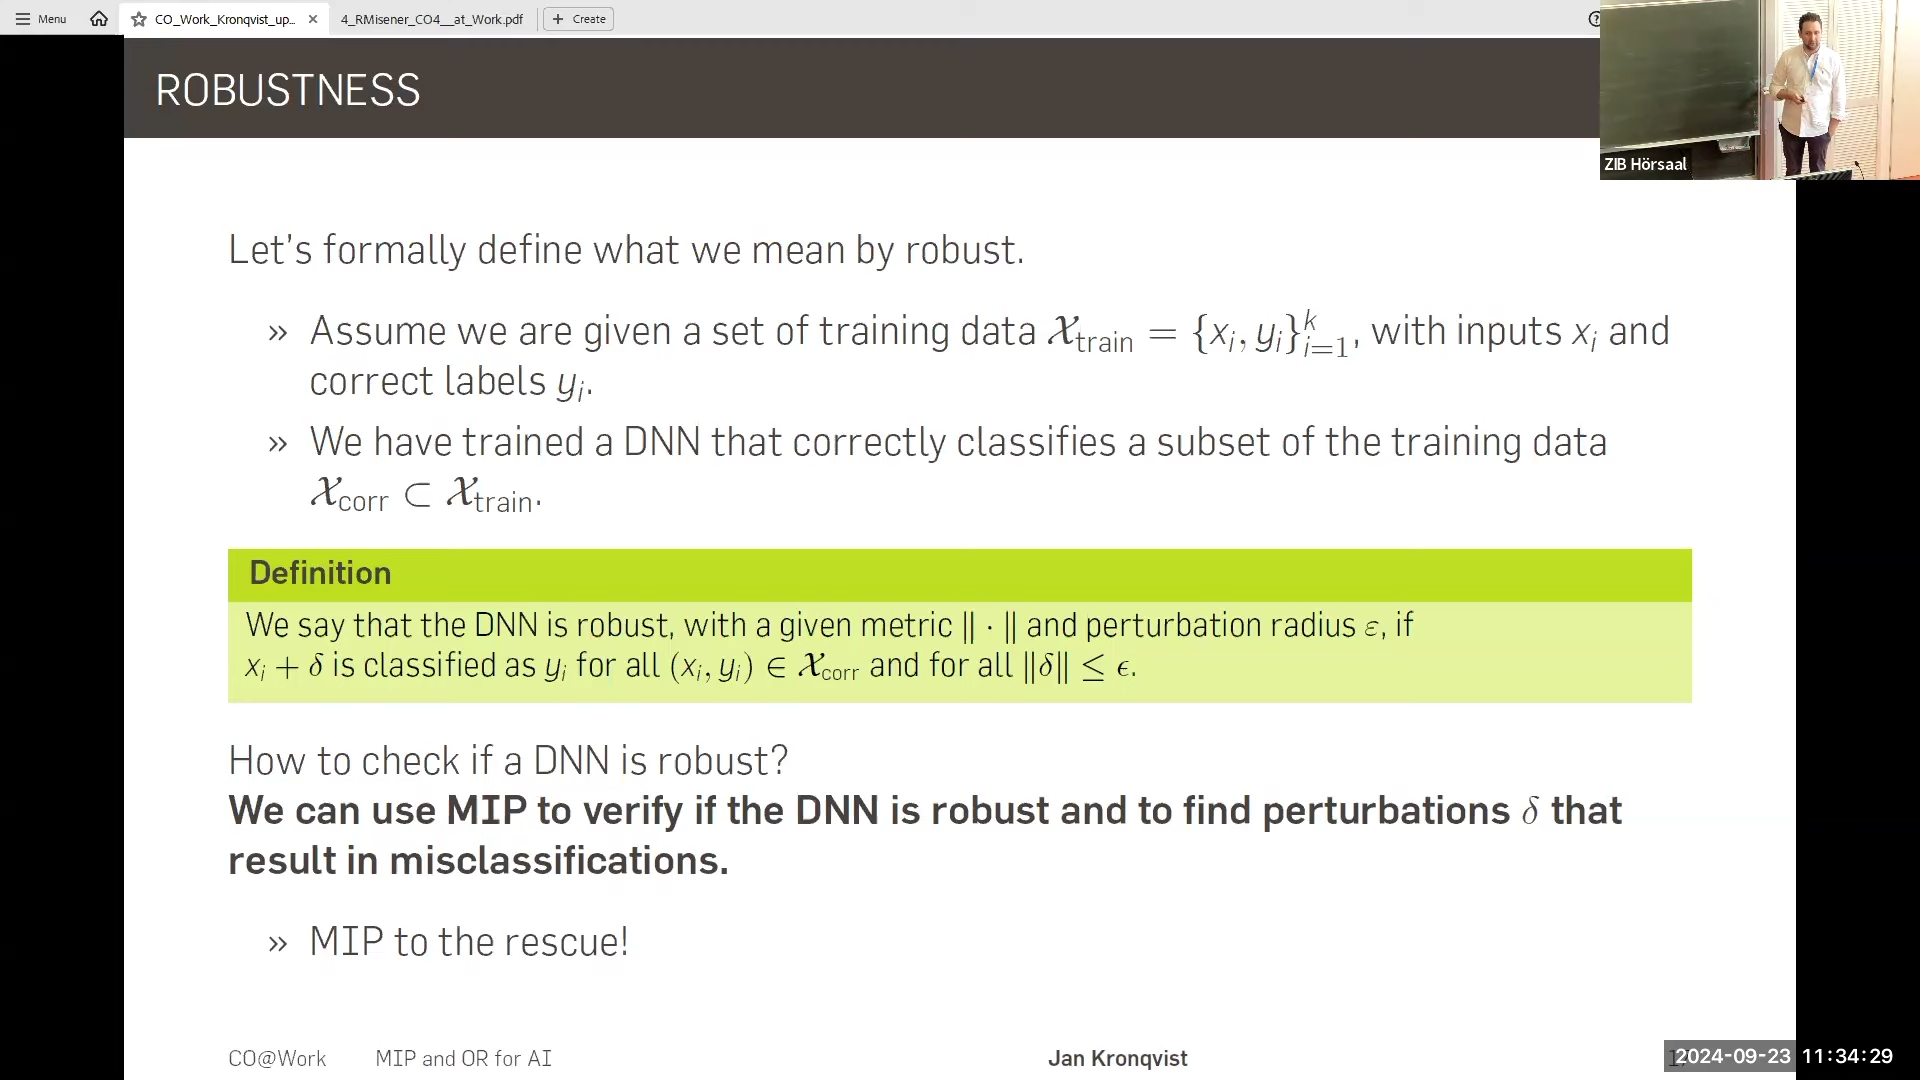 Menu
CO_Work_Kronqvist_up...
4_RMisener_CO4__at_Work.pdf
Create
ROBUSTNESS
ZIB Hörsaal
Let's formally define what we mean by robust.
» Assume we are given a set of training data 𝒳_train = {x_i, y_i}_{i=1}^k, with inputs x_i and
correct labels y_i.
» We have trained a DNN that correctly classifies a subset of the training data
𝒳_corr ⊂ 𝒳_train.
Definition
We say that the DNN is robust, with a given metric ‖ · ‖ and perturbation radius ε, if
x_i + δ is classified as y_i for all (x_i, y_i) ∈ 𝒳_corr and for all ‖δ‖ ≤ ϵ.
How to check if a DNN is robust?
We can use MIP to verify if the DNN is robust and to find perturbations δ that
result in misclassifications.
» MIP to the rescue!
CO@Work MIP and OR for AI Jan Kronqvist
2024-09-23 11:34:29